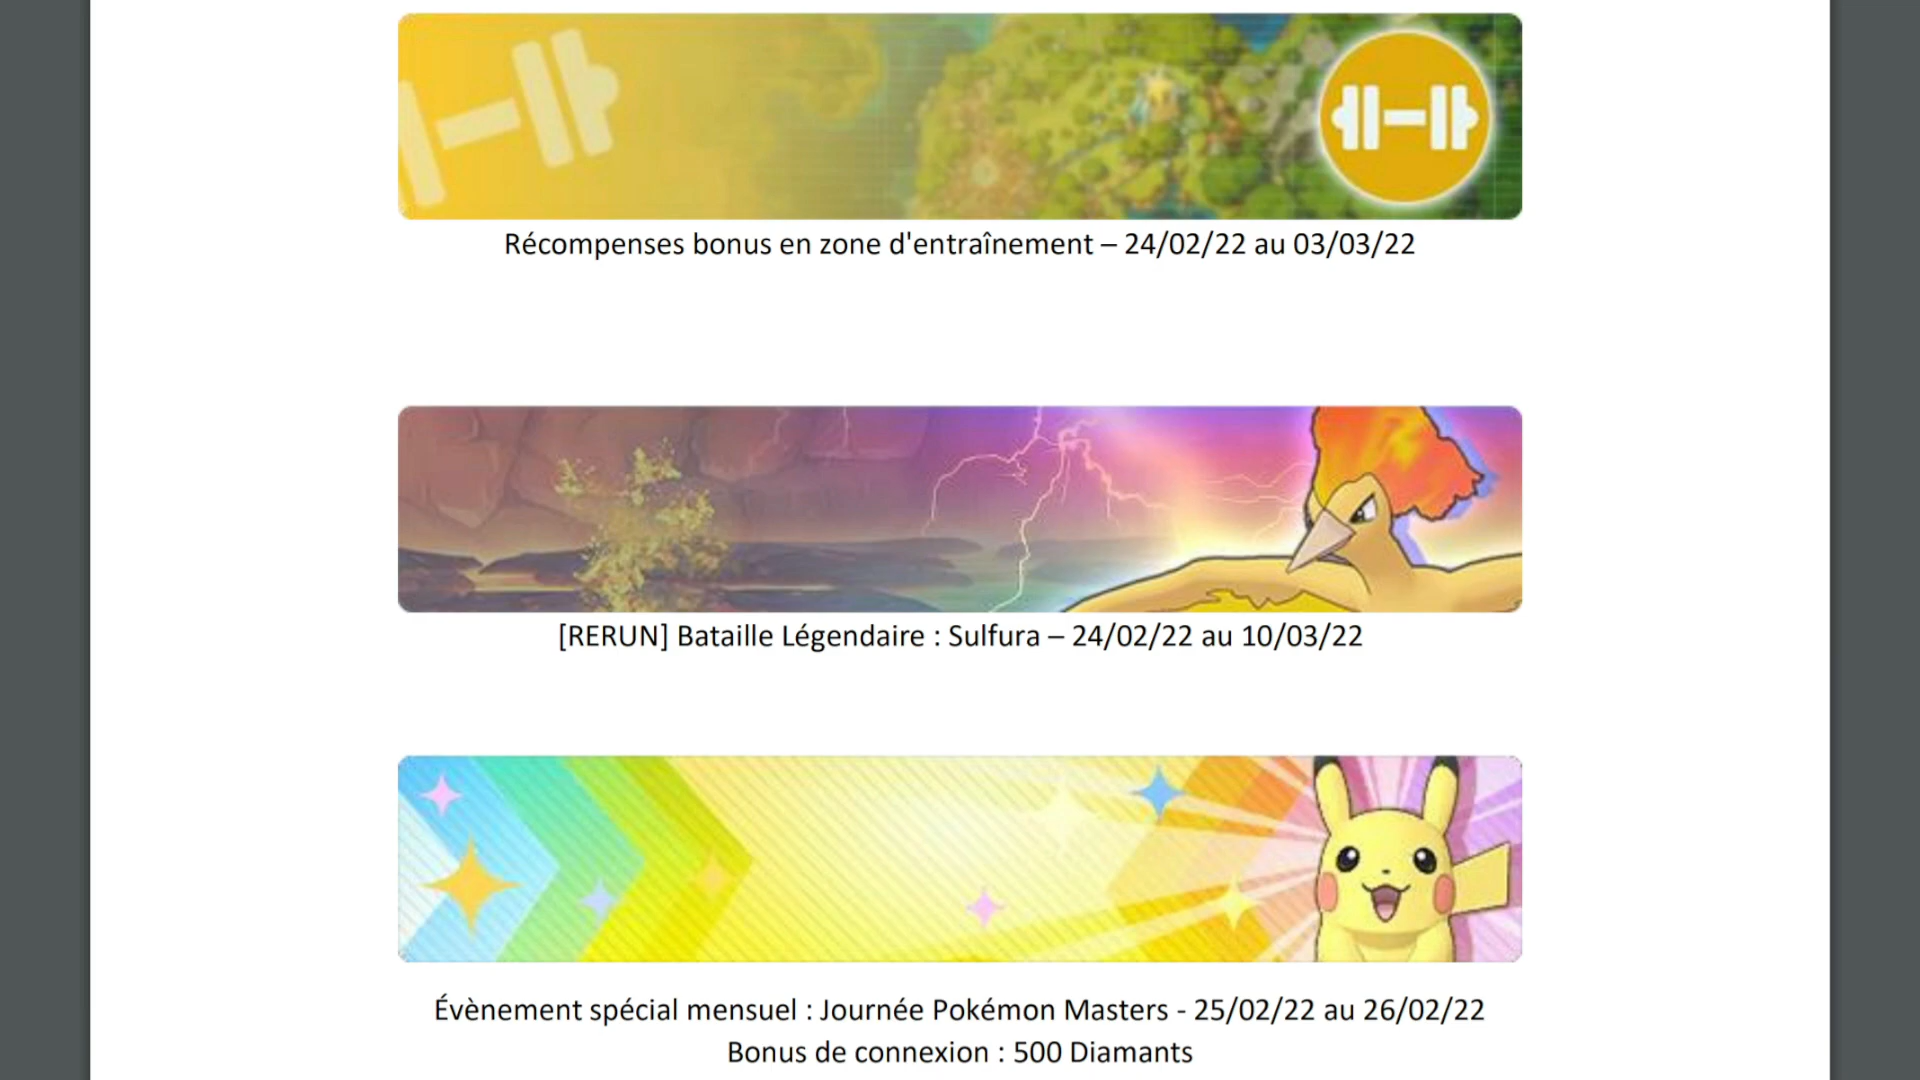 Récompenses bonus en zone d'entraînement – 24/02/22 au 03/03/22
[RERUN] Bataille Légendaire : Sulfura – 24/02/22 au 10/03/22
Évènement spécial mensuel : Journée Pokémon Masters - 25/02/22 au 26/02/22
Bonus de connexion : 500 Diamants